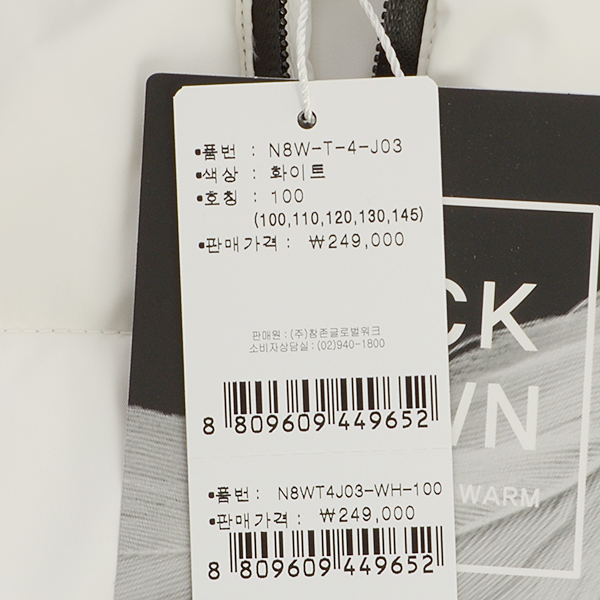 •품번 : N8W-T-4-J03
•색상 : 화이트
•호칭 : 100
(100,110,120,130,145)
•판매가격 : ₩249,000
판매원 : (주)참존글로벌워크
소비자상담실 : (02)940-1800
8 809609 449652
•품번 : N8WT4J03-WH-100
•판매가격 : ₩249,000
8 809609 449652
CK
WN
WARM